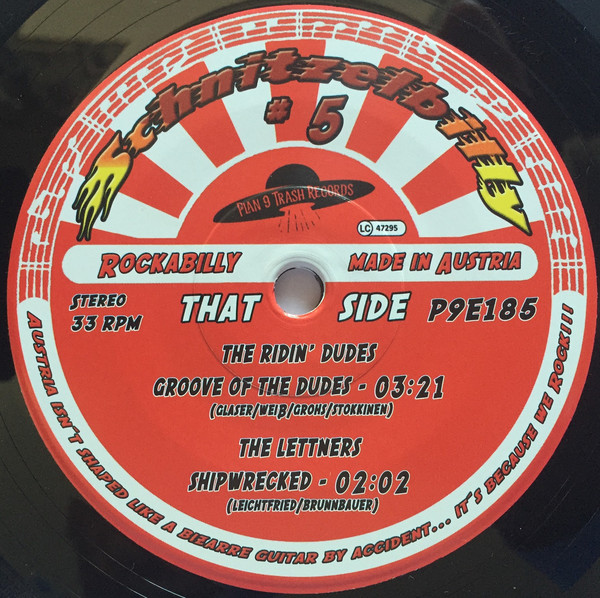 Schnitzelbilly
# 5
Plan 9 Trash Records
LC 47295
Rockabilly made in Austria
Stereo
33 RPM
THAT SIDE
P9E185
THE RIDIN' DUDES
GROOVE OF THE DUDES - 03:21
(GLASER/WEIß/GROHS/STOKKINEN)
THE LETTNERS
SHIPWRECKED - 02:02
(LEICHTFRIED/BRUNNBAUER)
AUSTRIA ISN'T SHAPED LIKE A BIZARRE GUITAR BY ACCIDENT... IT'S BECAUSE WE ROCK!!!